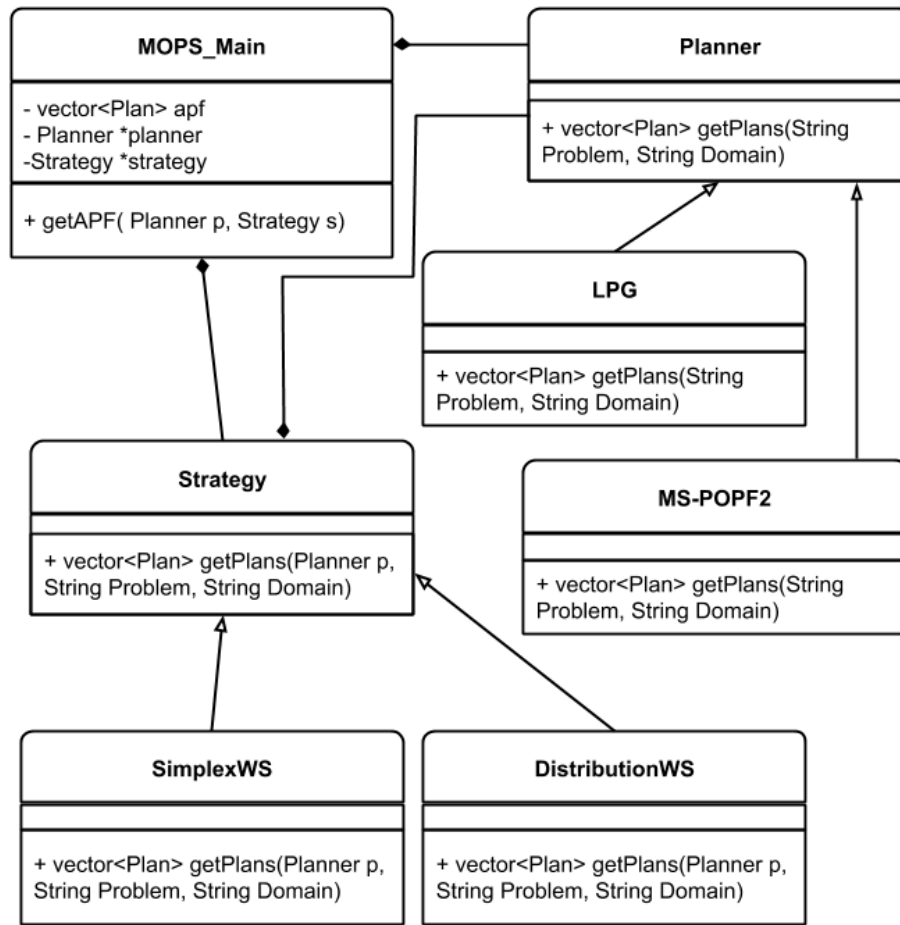 MOPS_Main
- vector<Plan> apf
- Planner *planner
-Strategy *strategy
+ getAPF( Planner p, Strategy s)
Planner
+ vector<Plan> getPlans(String
Problem, String Domain)
LPG
+ vector<Plan> getPlans(String
Problem, String Domain)
Strategy
+ vector<Plan> getPlans(Planner p,
String Problem, String Domain)
MS-POPF2
+ vector<Plan> getPlans(String
Problem, String Domain)
SimplexWS
+ vector<Plan> getPlans(Planner p,
String Problem, String Domain)
DistributionWS
+ vector<Plan> getPlans(Planner p,
String Problem, String Domain)